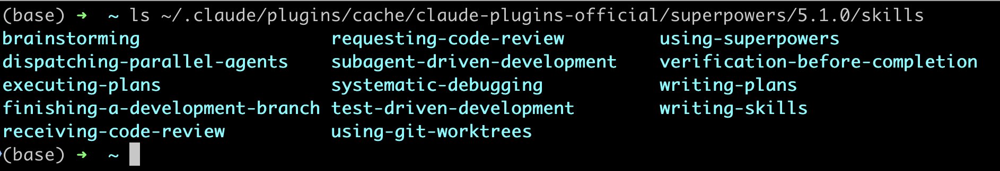 (base) ➜  ~ ls ~/.claude/plugins/cache/claude-plugins-official/superpowers/5.1.0/skills
brainstorming                  requesting-code-review         using-superpowers
dispatching-parallel-agents    subagent-driven-development    verification-before-completion
executing-plans                systematic-debugging           writing-plans
finishing-a-development-branch test-driven-development        writing-skills
receiving-code-review          using-git-worktrees
(base) ➜  ~